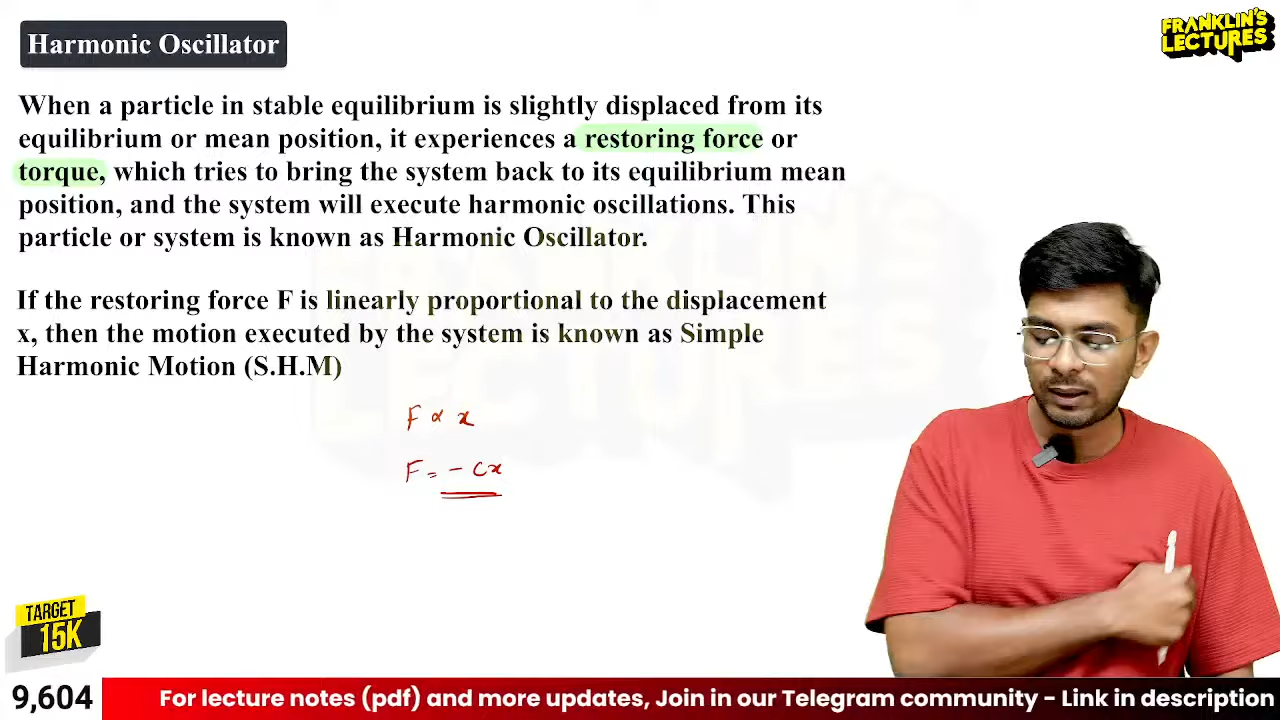 Harmonic Oscillator
FRANKLIN'S
LECTURES
When a particle in stable equilibrium is slightly displaced from its
equilibrium or mean position, it experiences a restoring force or
torque, which tries to bring the system back to its equilibrium mean
position, and the system will execute harmonic oscillations. This
particle or system is known as Harmonic Oscillator.
If the restoring force F is linearly proportional to the displacement
x, then the motion executed by the system is known as Simple
Harmonic Motion (S.H.M)
F ∝ x
F = - Cx
TARGET
15K
9,604
For lecture notes (pdf) and more updates, Join in our Telegram community - Link in description